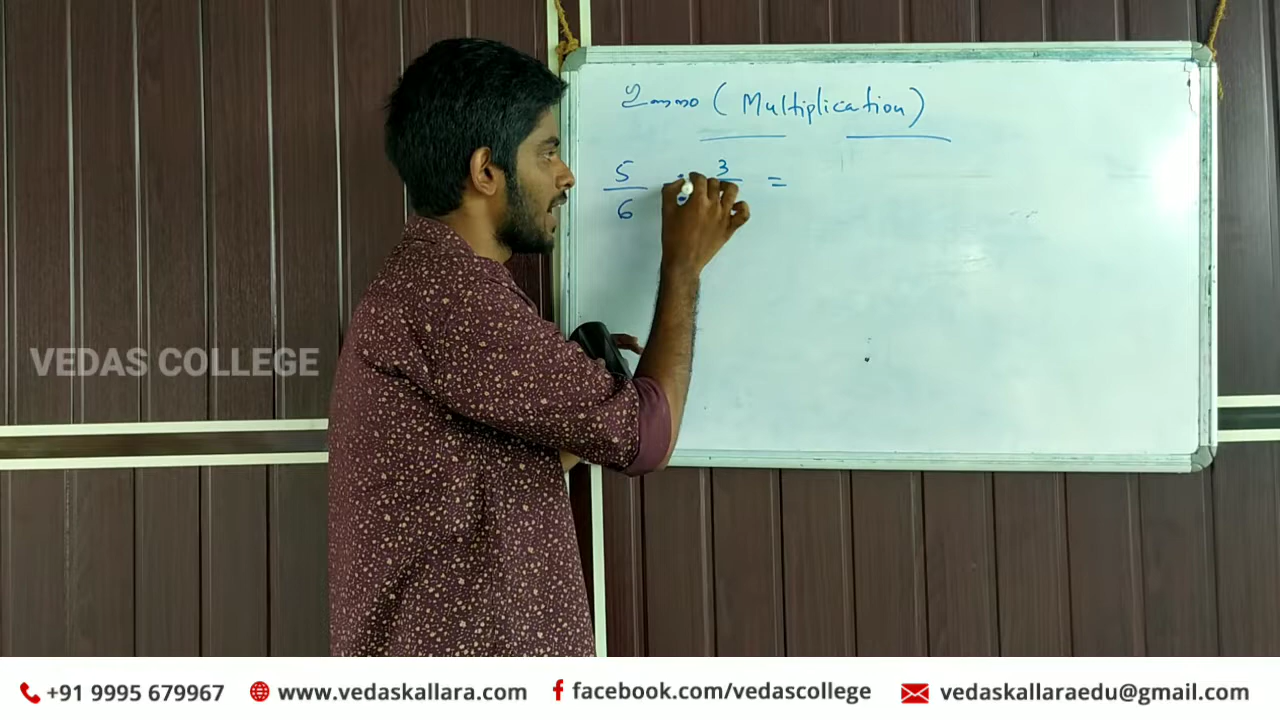 ഗുണനം (Multiplication)
5 3 =
6
VEDAS COLLEGE
+91 9995 679967 www.vedaskallara.com facebook.com/vedascollege vedaskallaraedu@gmail.com